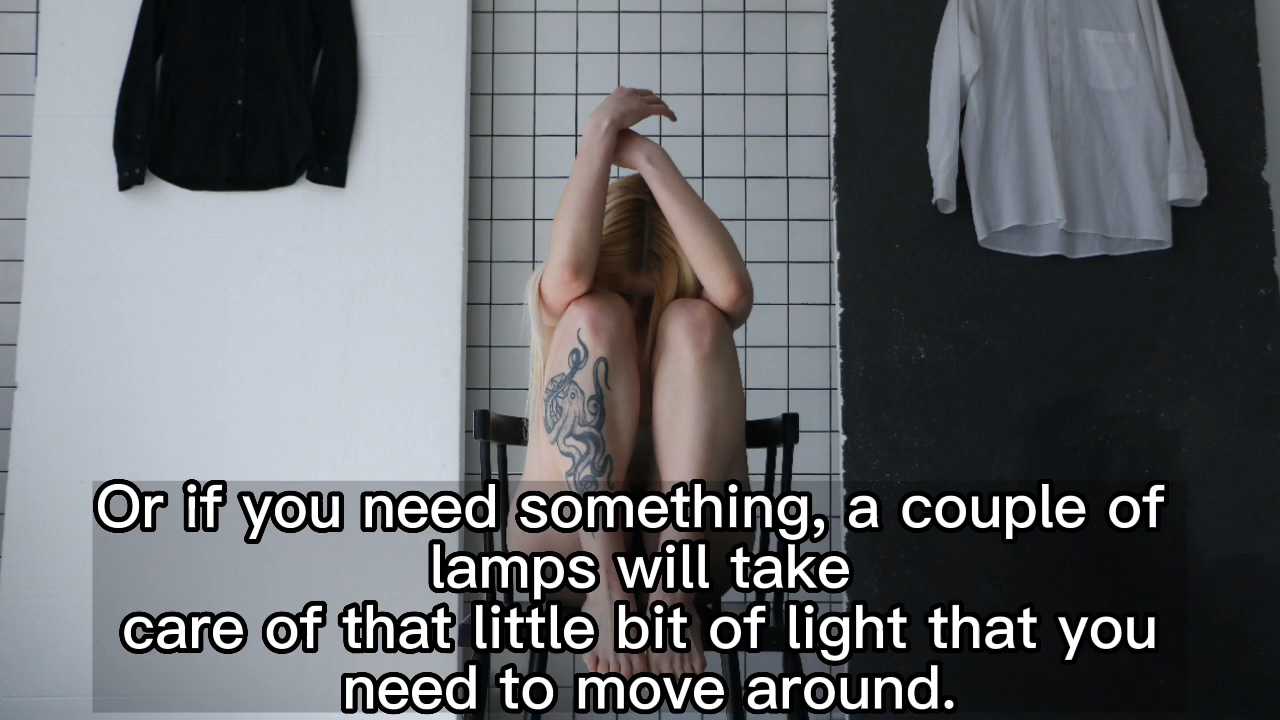 Or if you need something, a couple of
lamps will take
care of that little bit of light that you
need to move around.